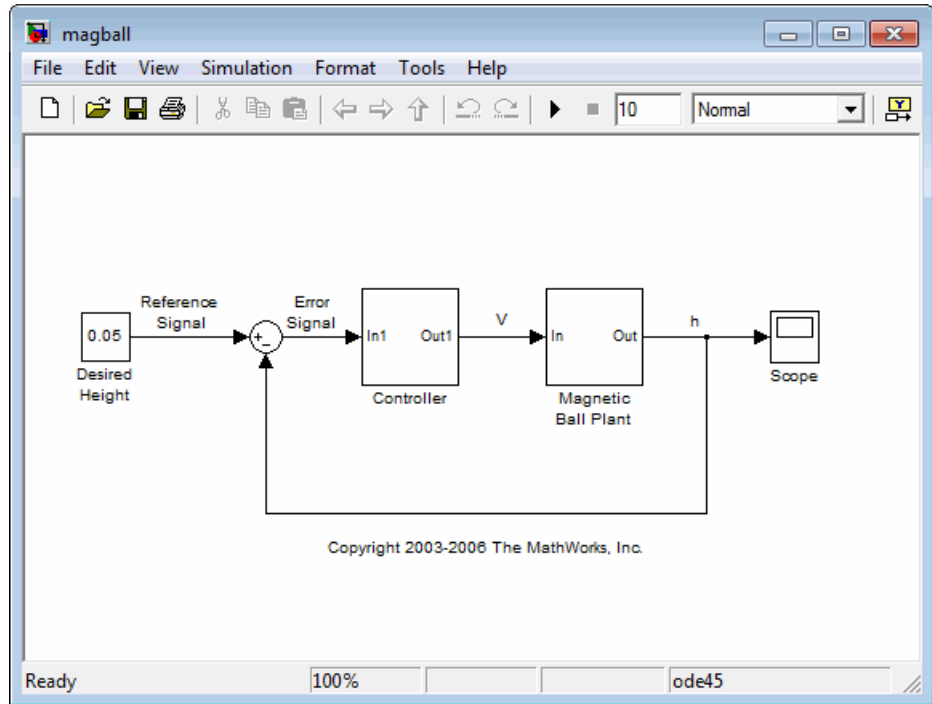 magball
File Edit View Simulation Format Tools Help
10 Normal
Reference
Signal
Error
Signal
0.05
+
−
In1 Out1
V
In Out
h
Desired
Height
Controller
Magnetic
Ball Plant
Scope
Copyright 2003-2006 The MathWorks, Inc.
Ready 100% ode45